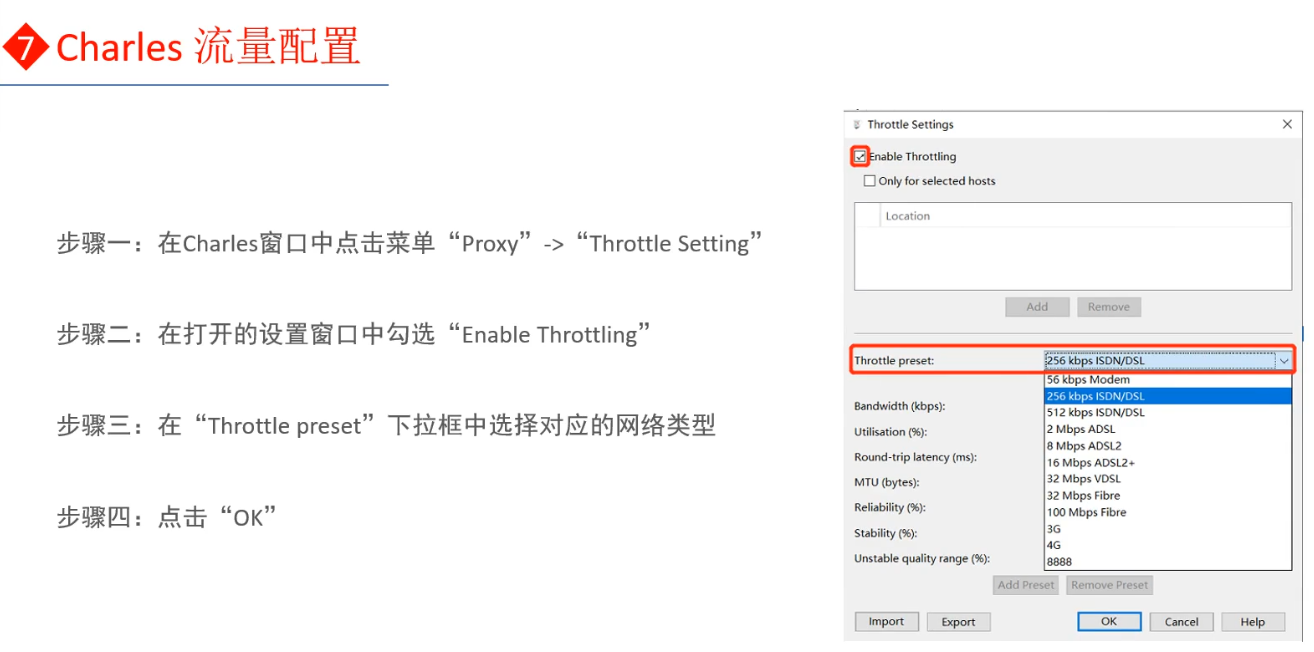 7 Charles 流量配置
步骤一：在Charles窗口中点击菜单“Proxy”->“Throttle Setting”
步骤二：在打开的设置窗口中勾选“Enable Throttling”
步骤三：在“Throttle preset”下拉框中选择对应的网络类型
步骤四：点击“OK”
Throttle Settings
Enable Throttling
Only for selected hosts
Location
Add Remove
Throttle preset: 256 kbps ISDN/DSL
56 kbps Modem
256 kbps ISDN/DSL
512 kbps ISDN/DSL
2 Mbps ADSL
8 Mbps ADSL2
16 Mbps ADSL2+
32 Mbps VDSL
32 Mbps Fibre
100 Mbps Fibre
3G
4G
8888
Bandwidth (kbps):
Utilisation (%):
Round-trip latency (ms):
MTU (bytes):
Reliability (%):
Stability (%):
Unstable quality range (%):
Add Preset Remove Preset
Import Export OK Cancel Help